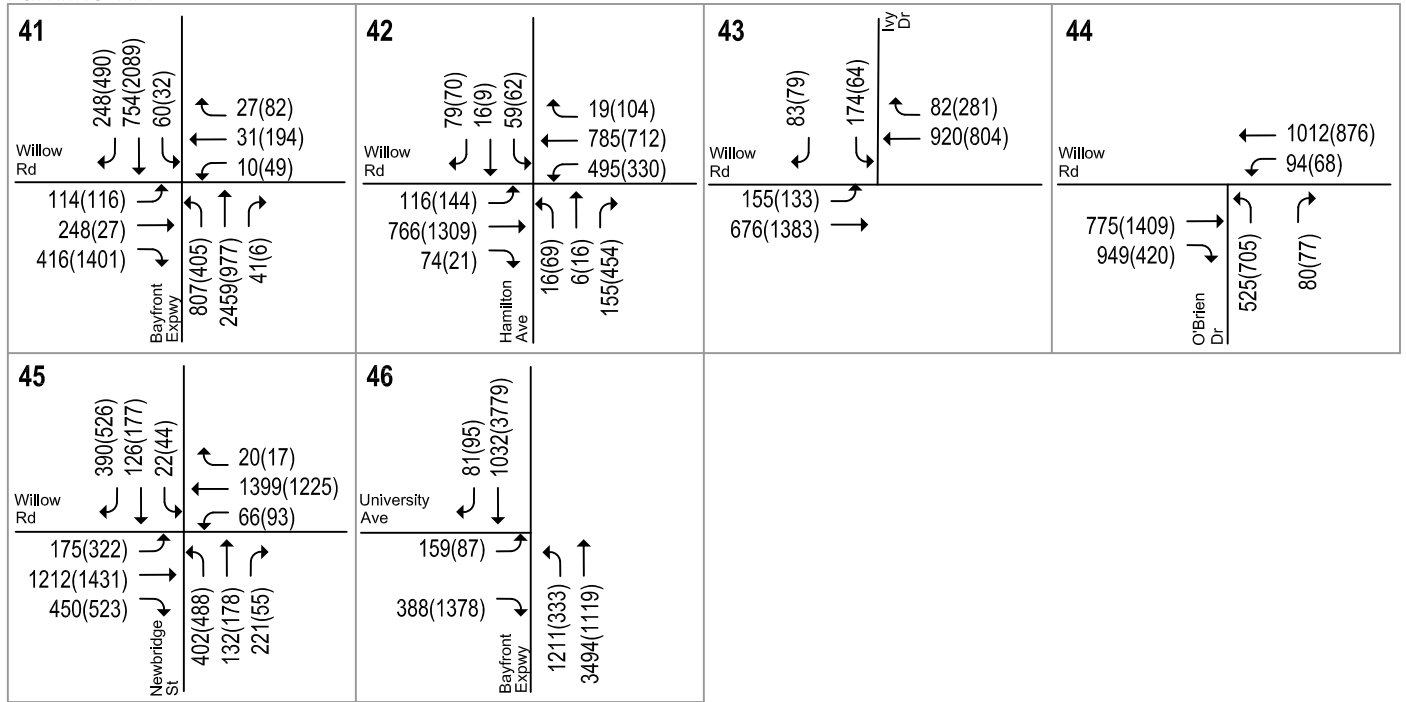 41
248(490)
754(2089)
60(32)
27(82)
31(194)
10(49)
Willow
Rd
114(116)
248(27)
416(1401)
807(405)
2459(977)
41(6)
Bayfront
Expwy
42
79(70)
16(9)
59(62)
19(104)
785(712)
495(330)
Willow
Rd
116(144)
766(1309)
74(21)
16(69)
6(16)
155(454)
Hamilton
Ave
43
Ivy
Dr
83(79)
174(64)
82(281)
920(804)
Willow
Rd
155(133)
676(1383)
44
1012(876)
94(68)
Willow
Rd
775(1409)
949(420)
525(705)
80(77)
O'Brien
Dr
45
390(526)
126(177)
22(44)
20(17)
1399(1225)
66(93)
Willow
Rd
175(322)
1212(1431)
450(523)
402(488)
132(178)
221(55)
Newbridge
St
46
81(95)
1032(3779)
University
Ave
159(87)
388(1378)
1211(333)
3494(1119)
Bayfront
Expwy